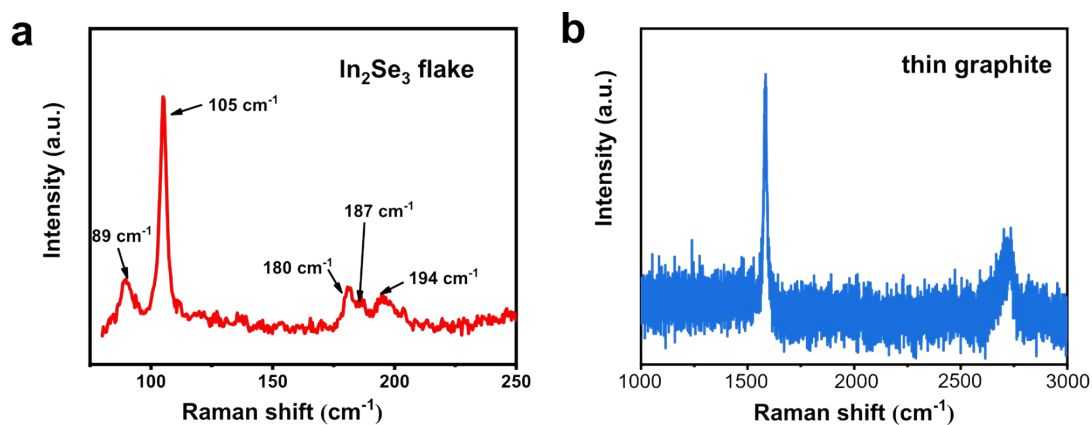 a
In₂Se₃ flake
105 cm⁻¹
89 cm⁻¹
180 cm⁻¹
187 cm⁻¹
194 cm⁻¹
Intensity (a.u.)
100
150
200
250
Raman shift (cm⁻¹)
b
thin graphite
Intensity (a.u.)
1000
1500
2000
2500
3000
Raman shift (cm⁻¹)